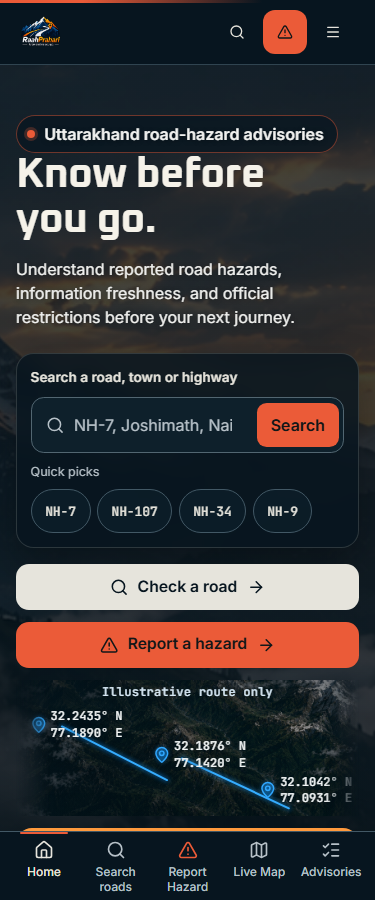 RaahPrahari
Uttarakhand road-hazard advisories
Know before
you go.
Understand reported road hazards,
information freshness, and official
restrictions before your next journey.
Search a road, town or highway
NH-7, Joshimath, Nai
Search
Quick picks
NH-7
NH-107
NH-34
NH-9
Check a road
Report a hazard
Illustrative route only
32.2435° N
77.1890° E
32.1876° N
77.1420° E
32.1042° N
77.0931° E
Home
Search
roads
Report
Hazard
Live Map
Advisories